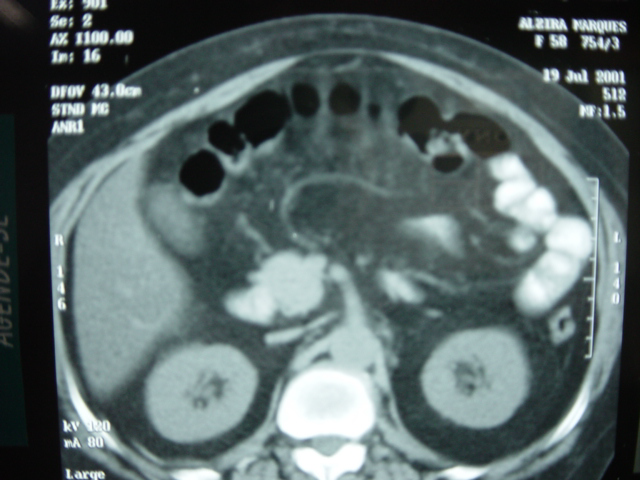 Ex: 901
Se: 2
AX I100.00
Im: 16
DFOV 43.0cm
STND MC
ANR1
ALZIRA MARQUES
F 58 754/3
19 Jul 2001
512
MF:1.5
R
146
L
140
kV 120
mA 80
Large